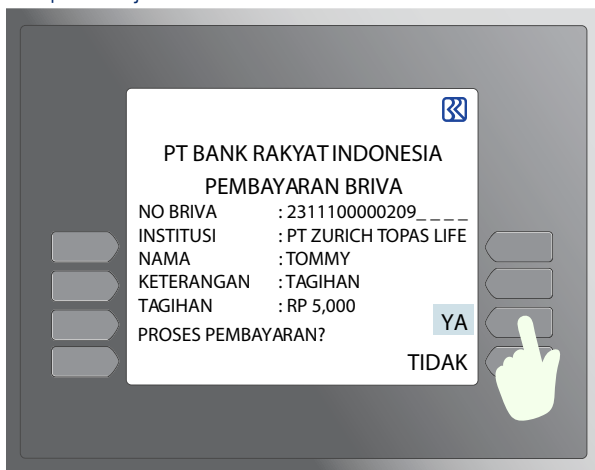 PT BANK RAKYAT INDONESIA
PEMBAYARAN BRIVA
NO BRIVA : 2311100000209_ _ _ _
INSTITUSI : PT ZURICH TOPAS LIFE
NAMA : TOMMY
KETERANGAN : TAGIHAN
TAGIHAN : RP 5,000
YA
PROSES PEMBAYARAN?
TIDAK